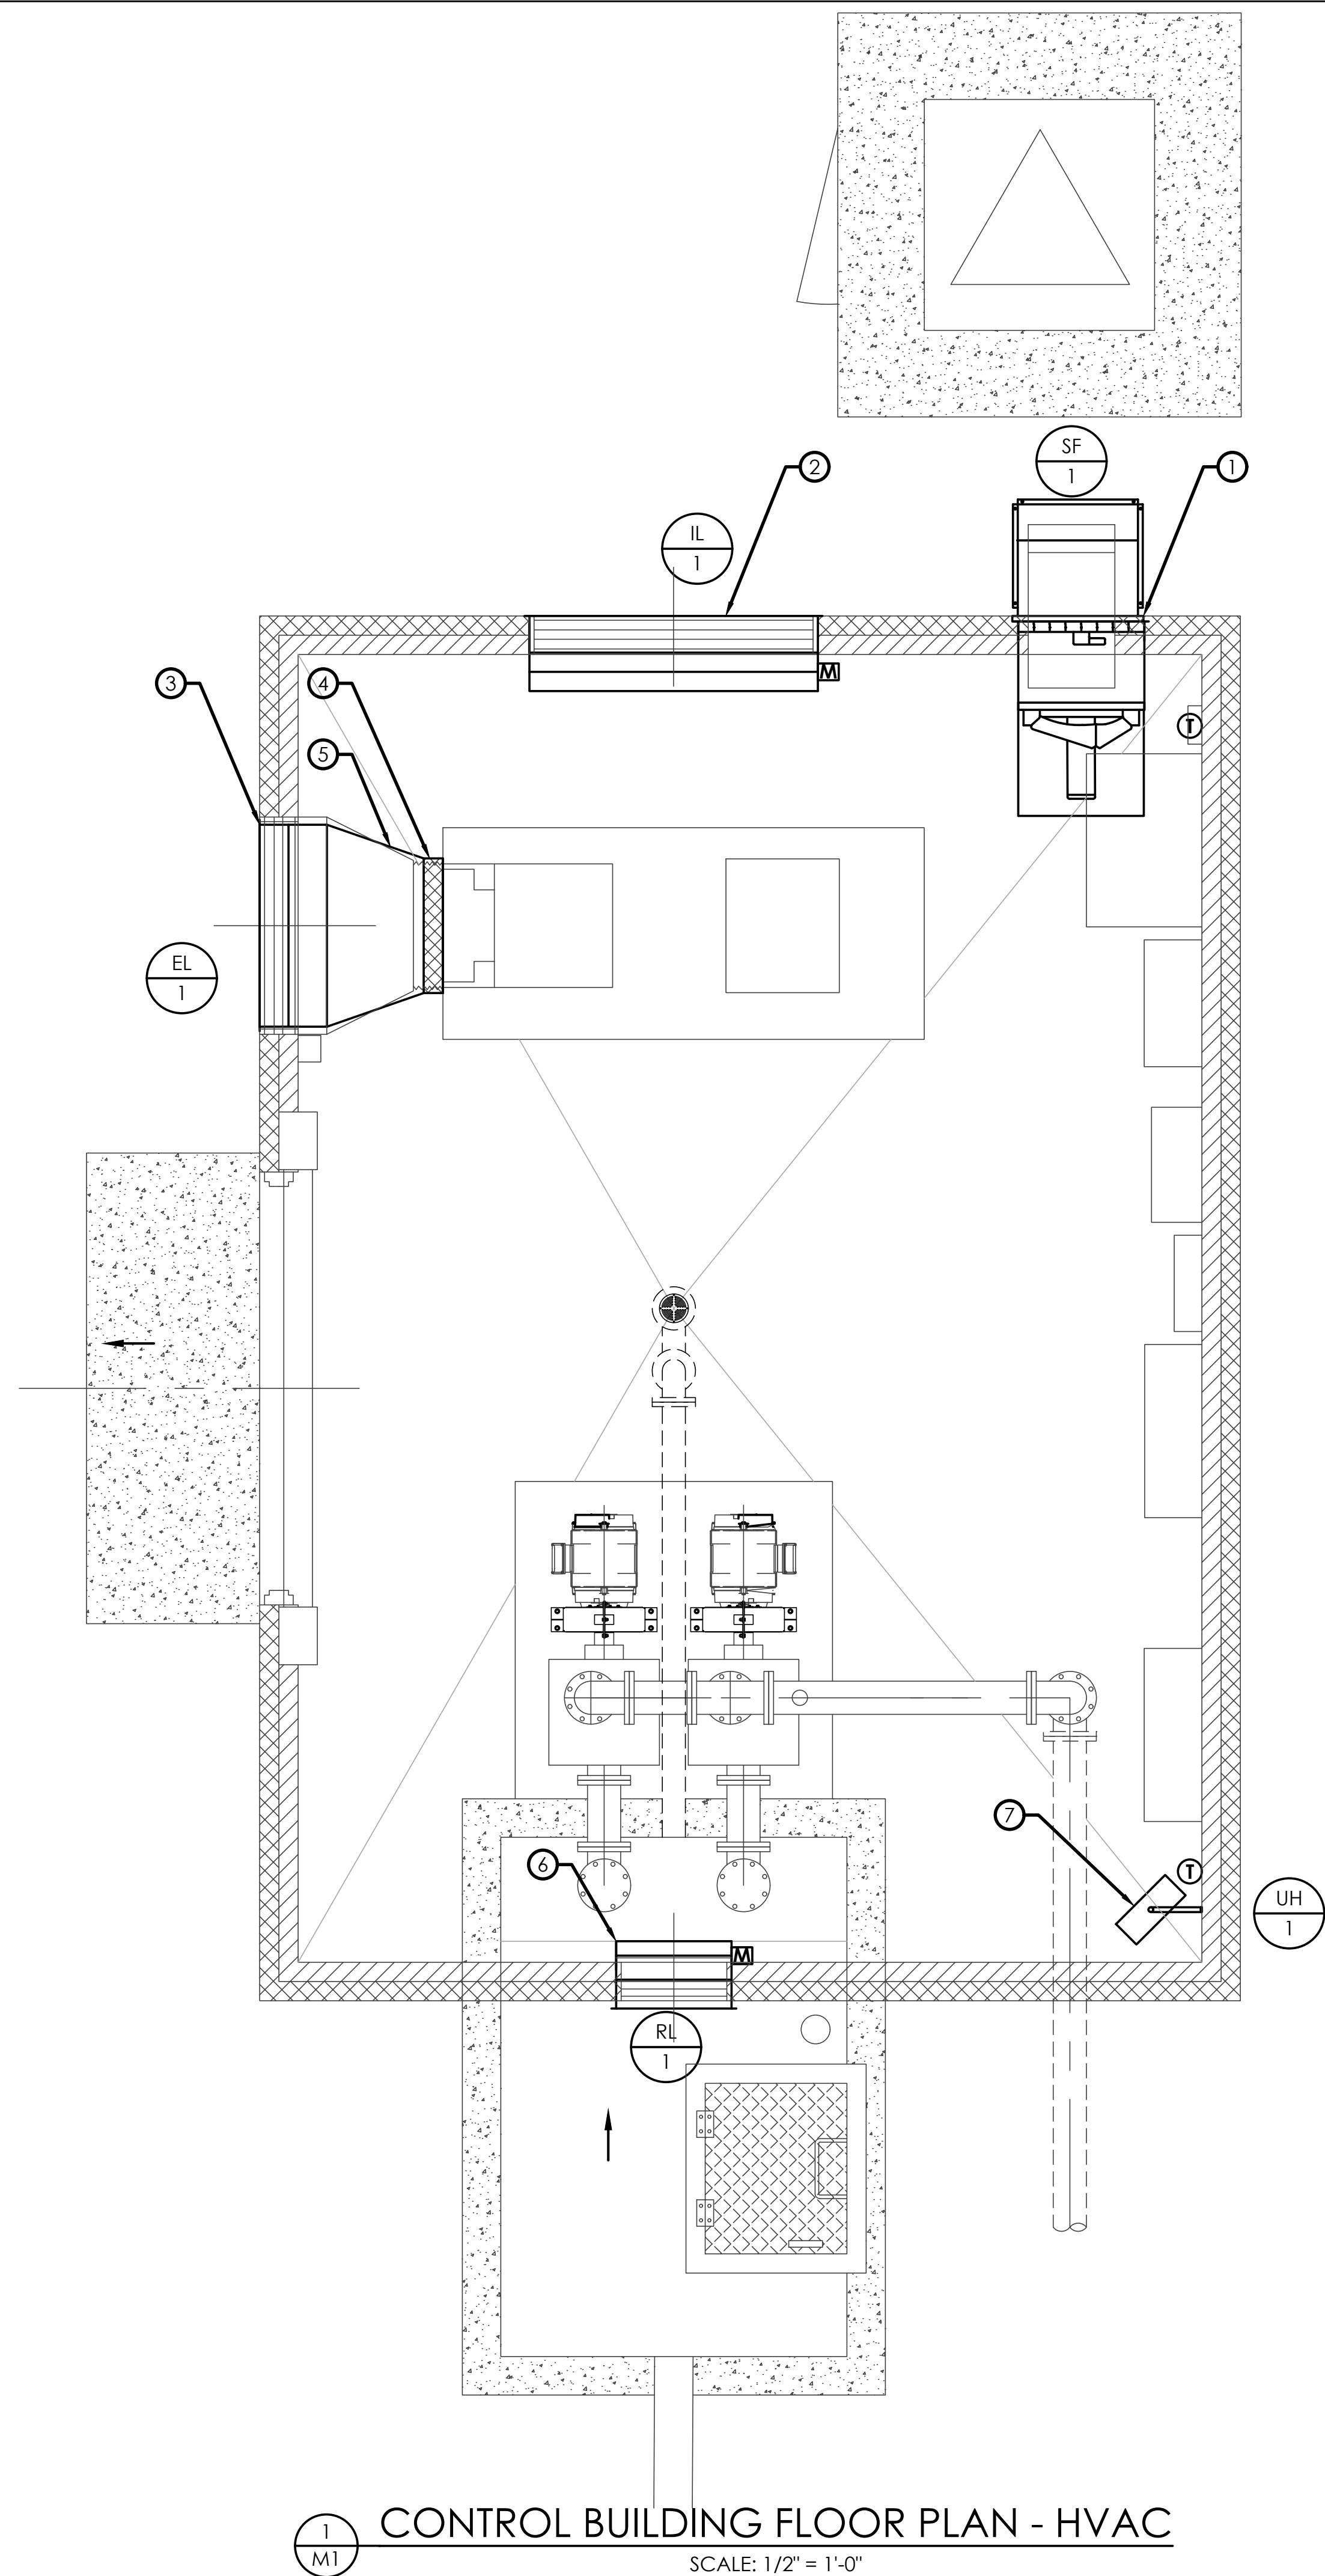 SF
1
1
2
IL
1
M
3
4
T
5
EL
1
7
6
T
UH
1
M
RL
1
1
M1
CONTROL BUILDING FLOOR PLAN - HVAC
SCALE: 1/2" = 1'-0"